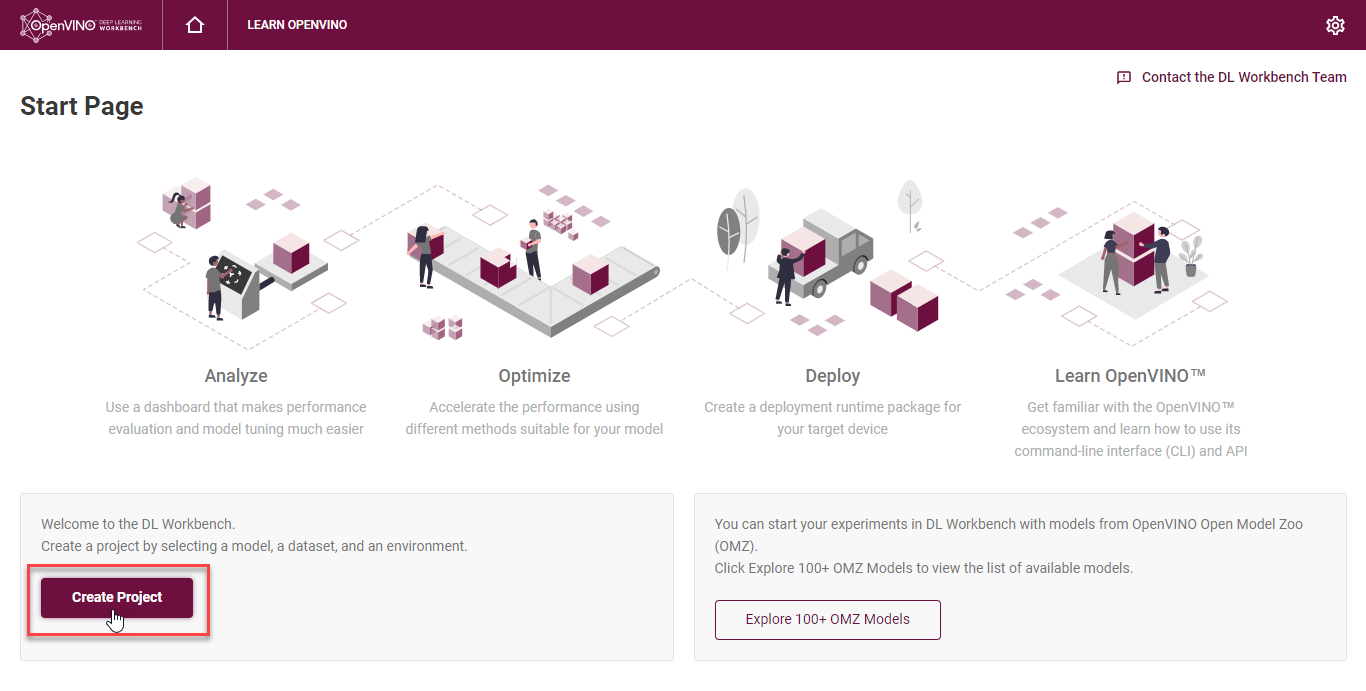 OpenVINO DEEP LEARNING WORKBENCH
LEARN OPENVINO
Contact the DL Workbench Team
Start Page
Analyze
Use a dashboard that makes performance
evaluation and model tuning much easier
Optimize
Accelerate the performance using
different methods suitable for your model
Deploy
Create a deployment runtime package for
your target device
Learn OpenVINO™
Get familiar with the OpenVINO™
ecosystem and learn how to use its
command-line interface (CLI) and API
Welcome to the DL Workbench.
Create a project by selecting a model, a dataset, and an environment.
Create Project
You can start your experiments in DL Workbench with models from OpenVINO Open Model Zoo
(OMZ).
Click Explore 100+ OMZ Models to view the list of available models.
Explore 100+ OMZ Models